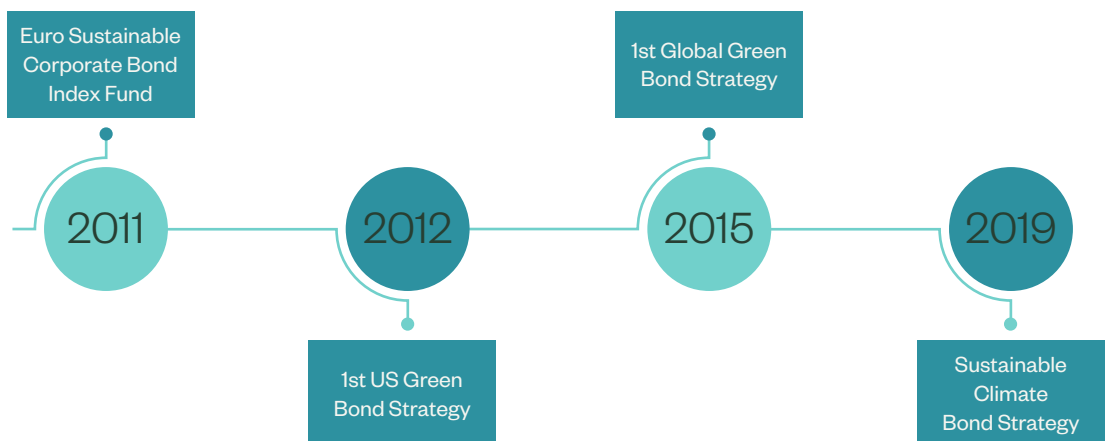 Euro Sustainable
Corporate Bond
Index Fund
1st Global Green
Bond Strategy
2011
2012
2015
2019
1st US Green
Bond Strategy
Sustainable
Climate
Bond Strategy